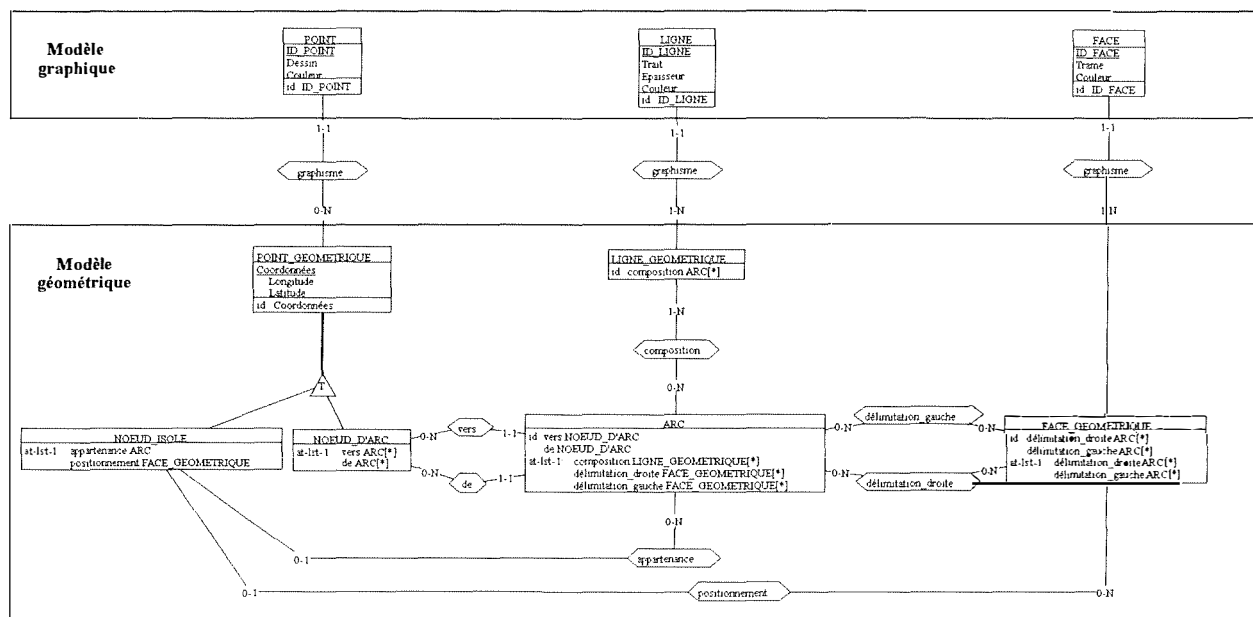 Modèle
graphique
POINT
ID_POINT
Dessin
Couleur
id ID_POINT
LIGNE
ID_LIGNE
Trait
Epaisseur
Couleur
id ID_LIGNE
FACE
ID_FACE
Trame
Couleur
id ID_FACE
1-1
1-1
1-1
graphisme
graphisme
graphisme
0-N
1-N
1-N
Modèle
géométrique
POINT_GEOMETRIQUE
Coordonnées
Longitude
Latitude
id Coordonnées
LIGNE_GEOMETRIQUE
id composition ARC[*]
1-N
composition
0-N
T
NOEUD_ISOLE
at-lst-1 appartenance ARC
positionnement FACE_GEOMETRIQUE
NOEUD_D'ARC
at-lst-1 vers ARC[*]
de ARC[*]
0-N
vers
1-1
0-N
de
1-1
ARC
id vers NOEUD_D'ARC
de NOEUD_D'ARC
at-lst-1 composition LIGNE_GEOMETRIQUE[*]
délimitation_droite FACE_GEOMETRIQUE[*]
délimitation_gauche FACE_GEOMETRIQUE[*]
0-N
délimitation_gauche
0-N
0-N
délimitation_droite
0-N
FACE_GEOMETRIQUE
id délimitation_droite ARC[*]
délimitation_gauche ARC[*]
at-lst-1 délimitation_droite ARC[*]
délimitation_gauche ARC[*]
0-N
0-1
appartenance
0-1
positionnement
0-N